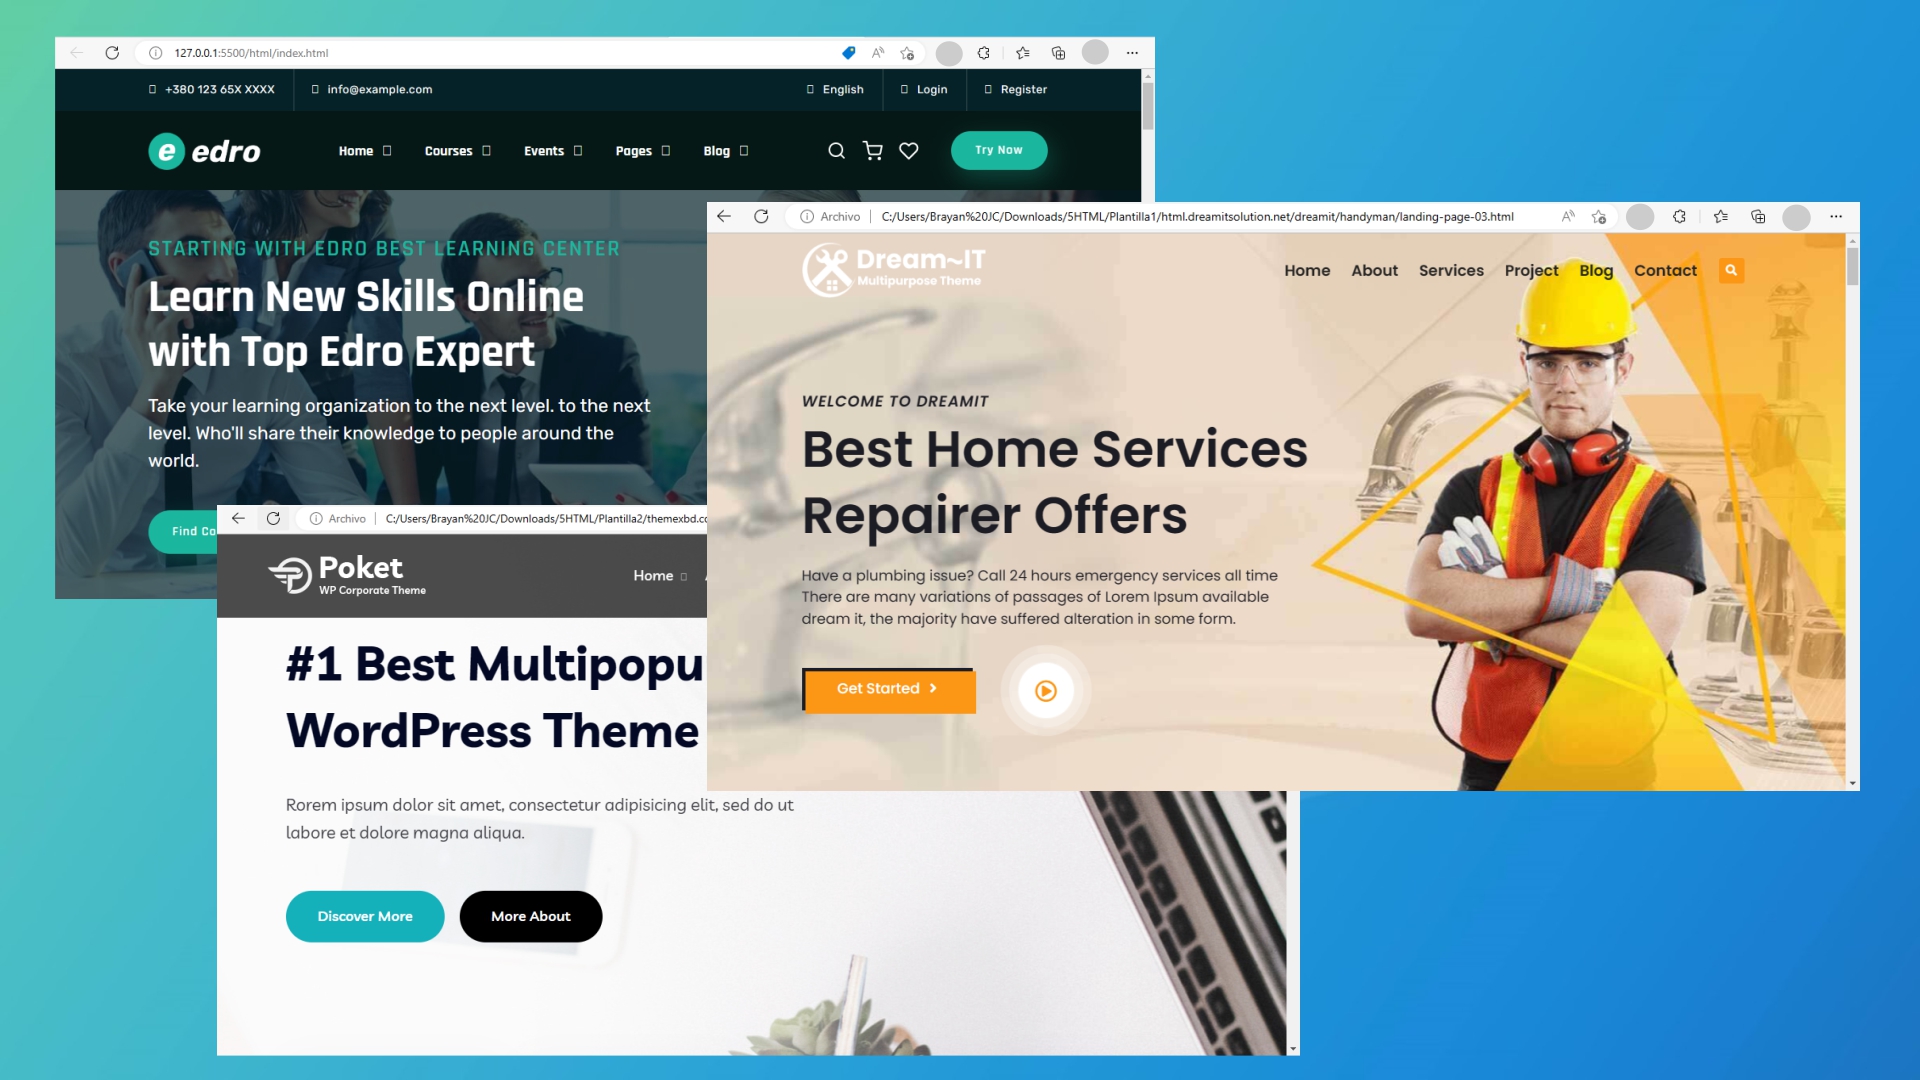 127.0.0.1:5500/html/index.html
+380 123 65X XXXX
info@example.com
English
Login
Register
e edro
Home
Courses
Events
Pages
Blog
Try Now
STARTING WITH EDRO BEST LEARNING CENTER
Learn New Skills Online
with Top Edro Expert
Take your learning organization to the next level. to the next
level. Who'll share their knowledge to people around the
world.
Find Co
Archivo | C:/Users/Brayan%20JC/Downloads/5HTML/Plantilla2/themexbd.co
Poket
WP Corporate Theme
Home
#1 Best Multipopu
WordPress Theme
Rorem ipsum dolor sit amet, consectetur adipisicing elit, sed do ut
labore et dolore magna aliqua.
Discover More
More About
Archivo | C:/Users/Brayan%20JC/Downloads/5HTML/Plantilla1/html.dreamitsolution.net/dreamit/handyman/landing-page-03.html
Dream~IT
Multipurpose Theme
Home
About
Services
Project
Blog
Contact
WELCOME TO DREAMIT
Best Home Services
Repairer Offers
Have a plumbing issue? Call 24 hours emergency services all time
There are many variations of passages of Lorem Ipsum available
dream it, the majority have suffered alteration in some form.
Get Started